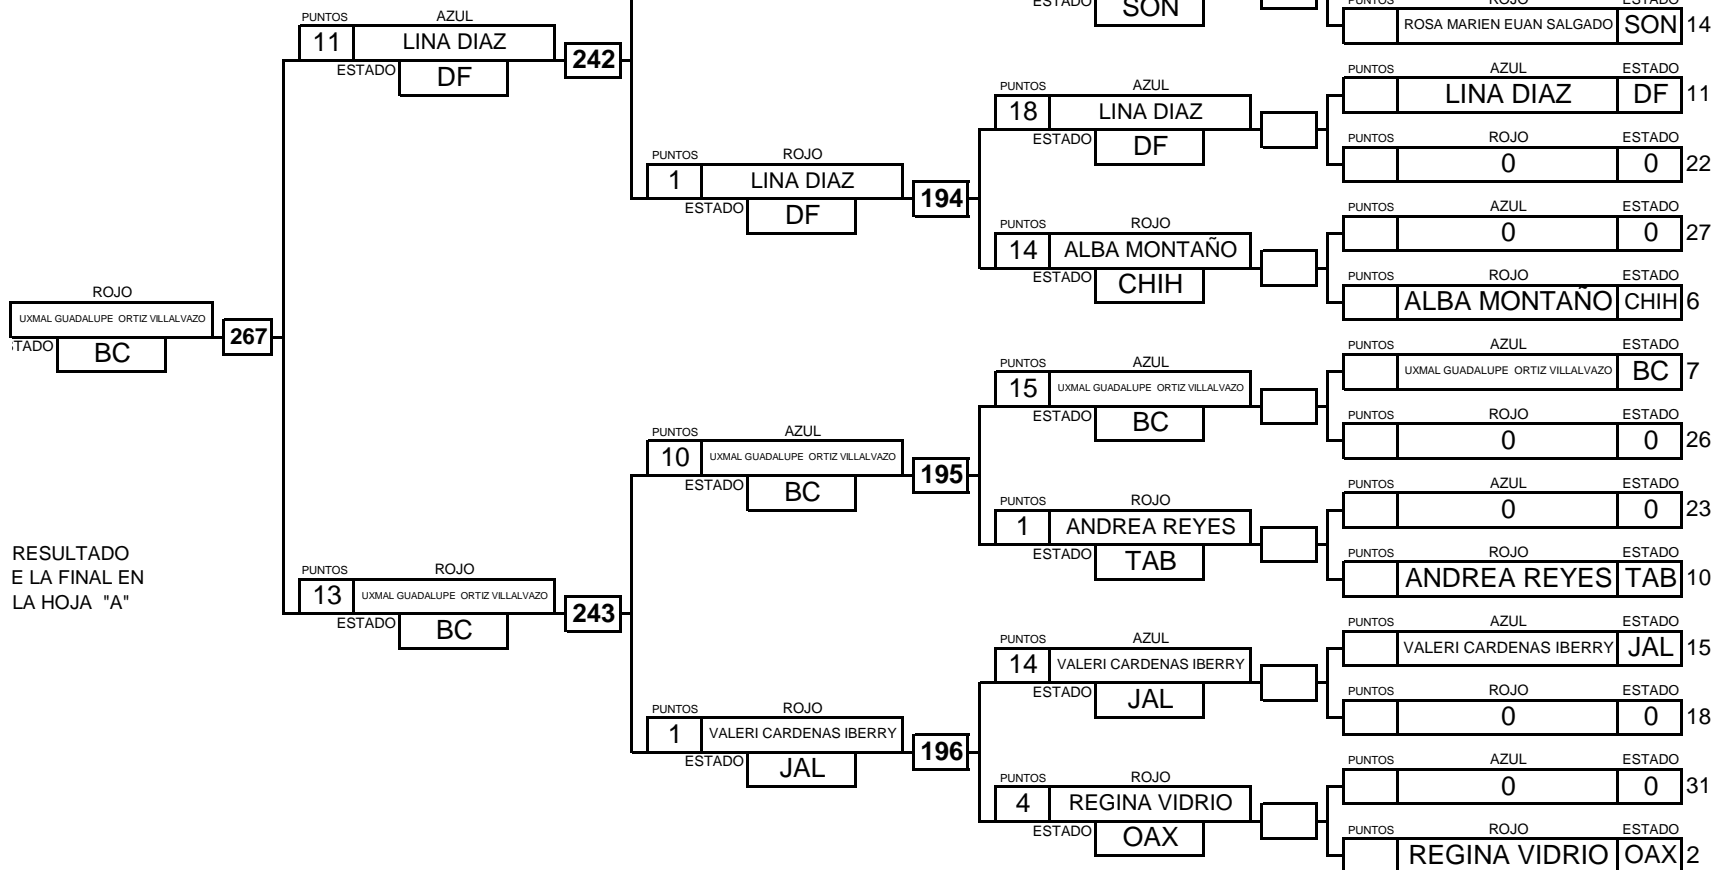 ESTADO SON
PUNTOS ROJO ESTADO
ROSA MARIEN EUAN SALGADO SON 14
PUNTOS AZUL
11 LINA DIAZ
ESTADO DF
242
PUNTOS AZUL ESTADO
LINA DIAZ DF 11
PUNTOS AZUL
18 LINA DIAZ
ESTADO DF
PUNTOS ROJO ESTADO
0 0 22
PUNTOS ROJO
1 LINA DIAZ
ESTADO DF
194
PUNTOS AZUL ESTADO
0 0 27
PUNTOS ROJO
14 ALBA MONTAÑO
ESTADO CHIH
PUNTOS ROJO ESTADO
ALBA MONTAÑO CHIH 6
ROJO
UXMAL GUADALUPE ORTIZ VILLALVAZO
TADO BC
267
PUNTOS AZUL ESTADO
UXMAL GUADALUPE ORTIZ VILLALVAZO BC 7
PUNTOS AZUL
15 UXMAL GUADALUPE ORTIZ VILLALVAZO
ESTADO BC
PUNTOS ROJO ESTADO
0 0 26
PUNTOS AZUL
10 UXMAL GUADALUPE ORTIZ VILLALVAZO
ESTADO BC
195
PUNTOS AZUL ESTADO
0 0 23
PUNTOS ROJO
1 ANDREA REYES
ESTADO TAB
PUNTOS ROJO ESTADO
ANDREA REYES TAB 10
RESULTADO
E LA FINAL EN
LA HOJA "A"
PUNTOS ROJO
13 UXMAL GUADALUPE ORTIZ VILLALVAZO
ESTADO BC
243
PUNTOS AZUL ESTADO
VALERI CARDENAS IBERRY JAL 15
PUNTOS AZUL
14 VALERI CARDENAS IBERRY
ESTADO JAL
PUNTOS ROJO ESTADO
0 0 18
PUNTOS ROJO
1 VALERI CARDENAS IBERRY
ESTADO JAL
196
PUNTOS AZUL ESTADO
0 0 31
PUNTOS ROJO
4 REGINA VIDRIO
ESTADO OAX
PUNTOS ROJO ESTADO
REGINA VIDRIO OAX 2